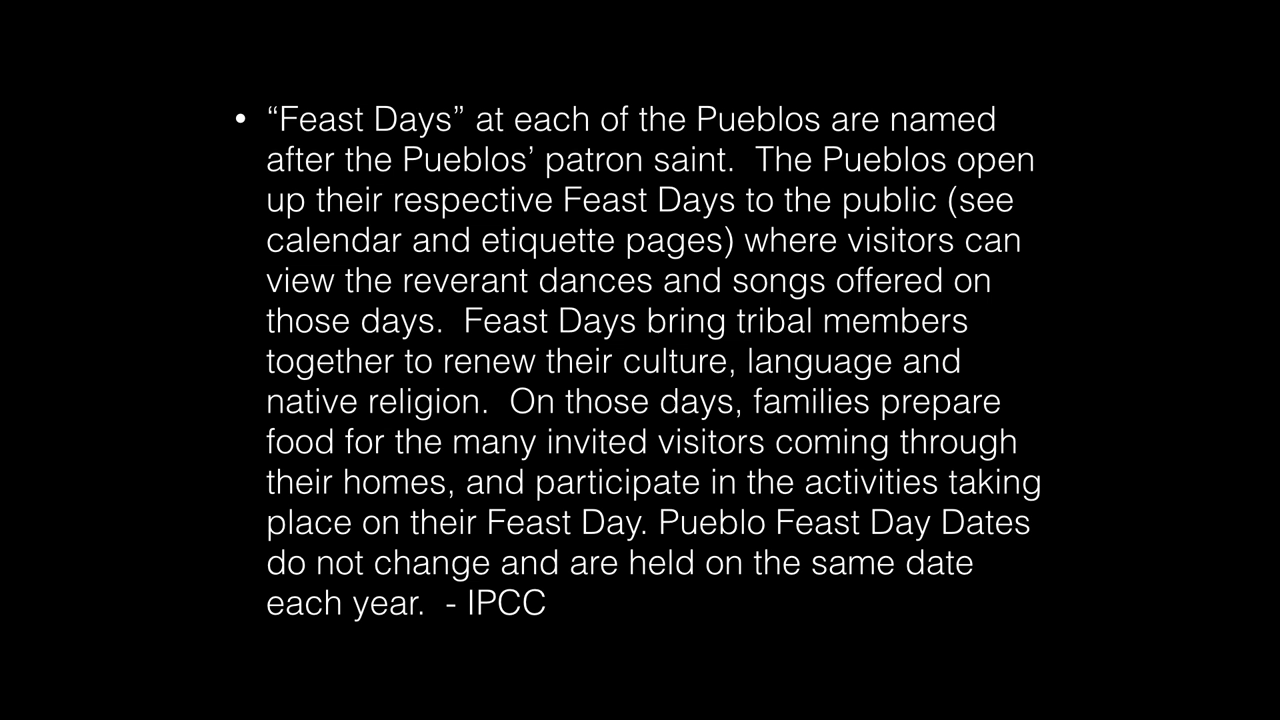 • “Feast Days” at each of the Pueblos are named
after the Pueblos’ patron saint.  The Pueblos open
up their respective Feast Days to the public (see
calendar and etiquette pages) where visitors can
view the reverant dances and songs offered on
those days.  Feast Days bring tribal members
together to renew their culture, language and
native religion.  On those days, families prepare
food for the many invited visitors coming through
their homes, and participate in the activities taking
place on their Feast Day. Pueblo Feast Day Dates
do not change and are held on the same date
each year.  - IPCC